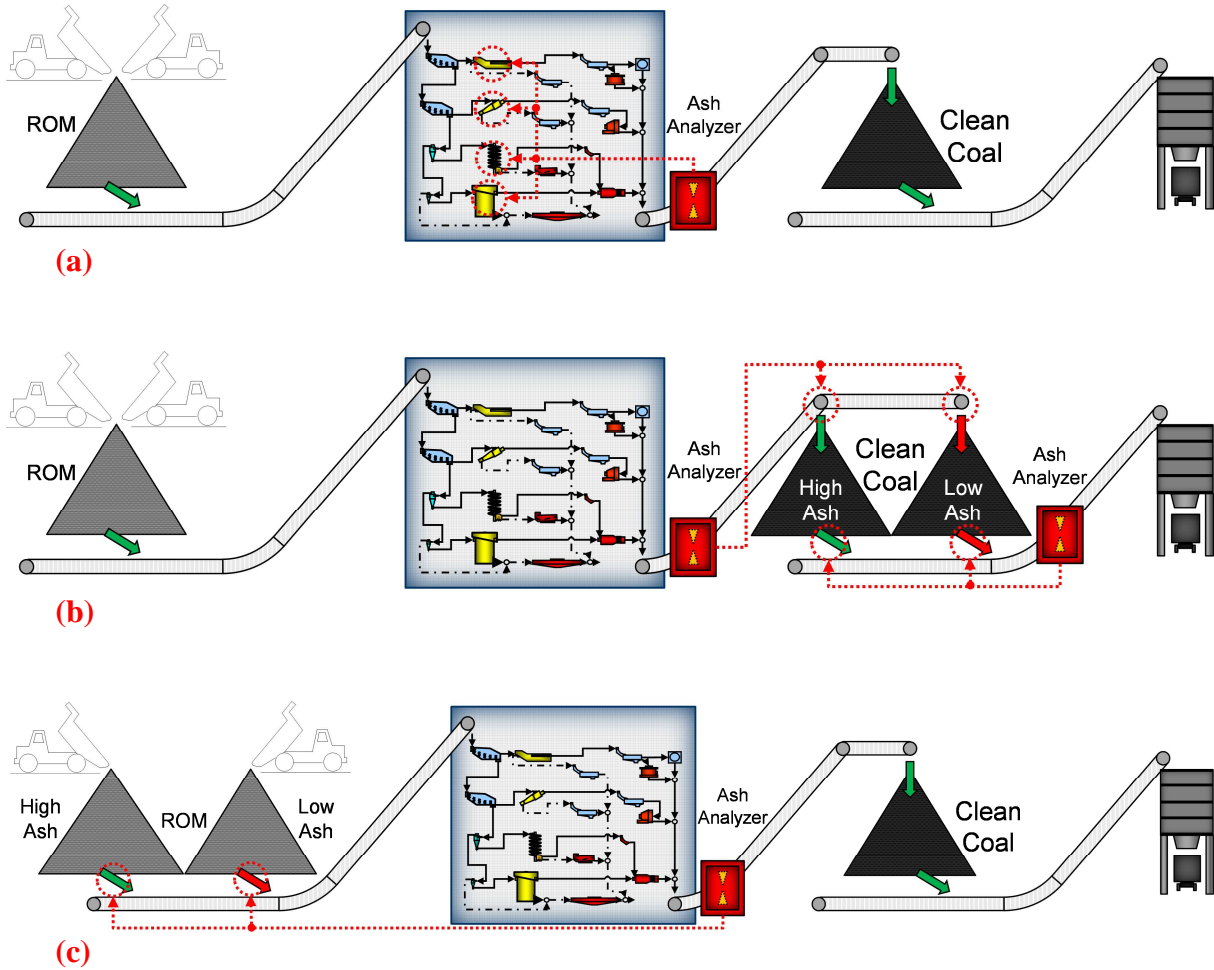 ROM
Ash
Analyzer
Clean
Coal
(a)
ROM
Ash
Analyzer
High
Ash
Clean
Coal
Low
Ash
Ash
Analyzer
(b)
High
Ash
ROM
Low
Ash
Ash
Analyzer
Clean
Coal
(c)